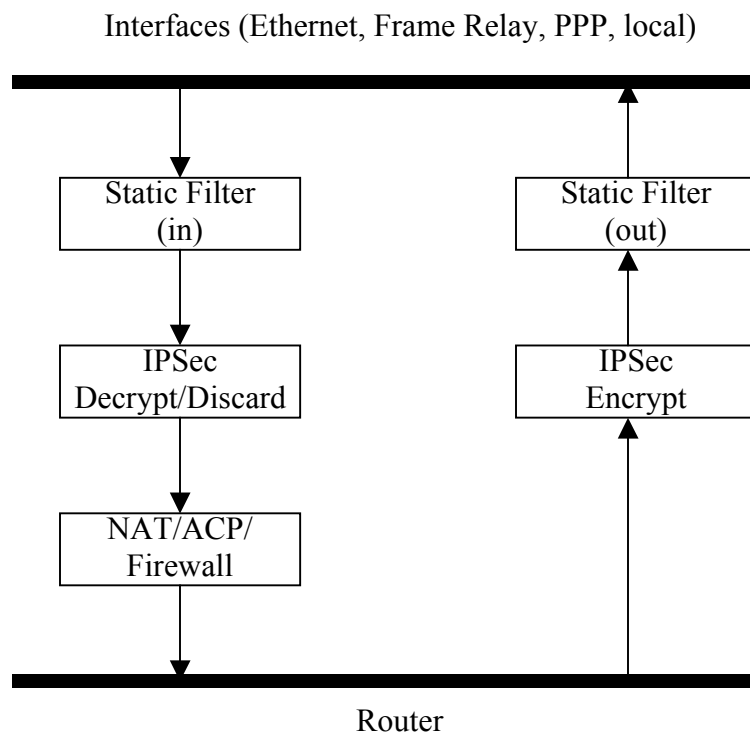 Interfaces (Ethernet, Frame Relay, PPP, local)
Static Filter
(in)
IPSec
Decrypt/Discard
NAT/ACP/
Firewall
Static Filter
(out)
IPSec
Encrypt
Router